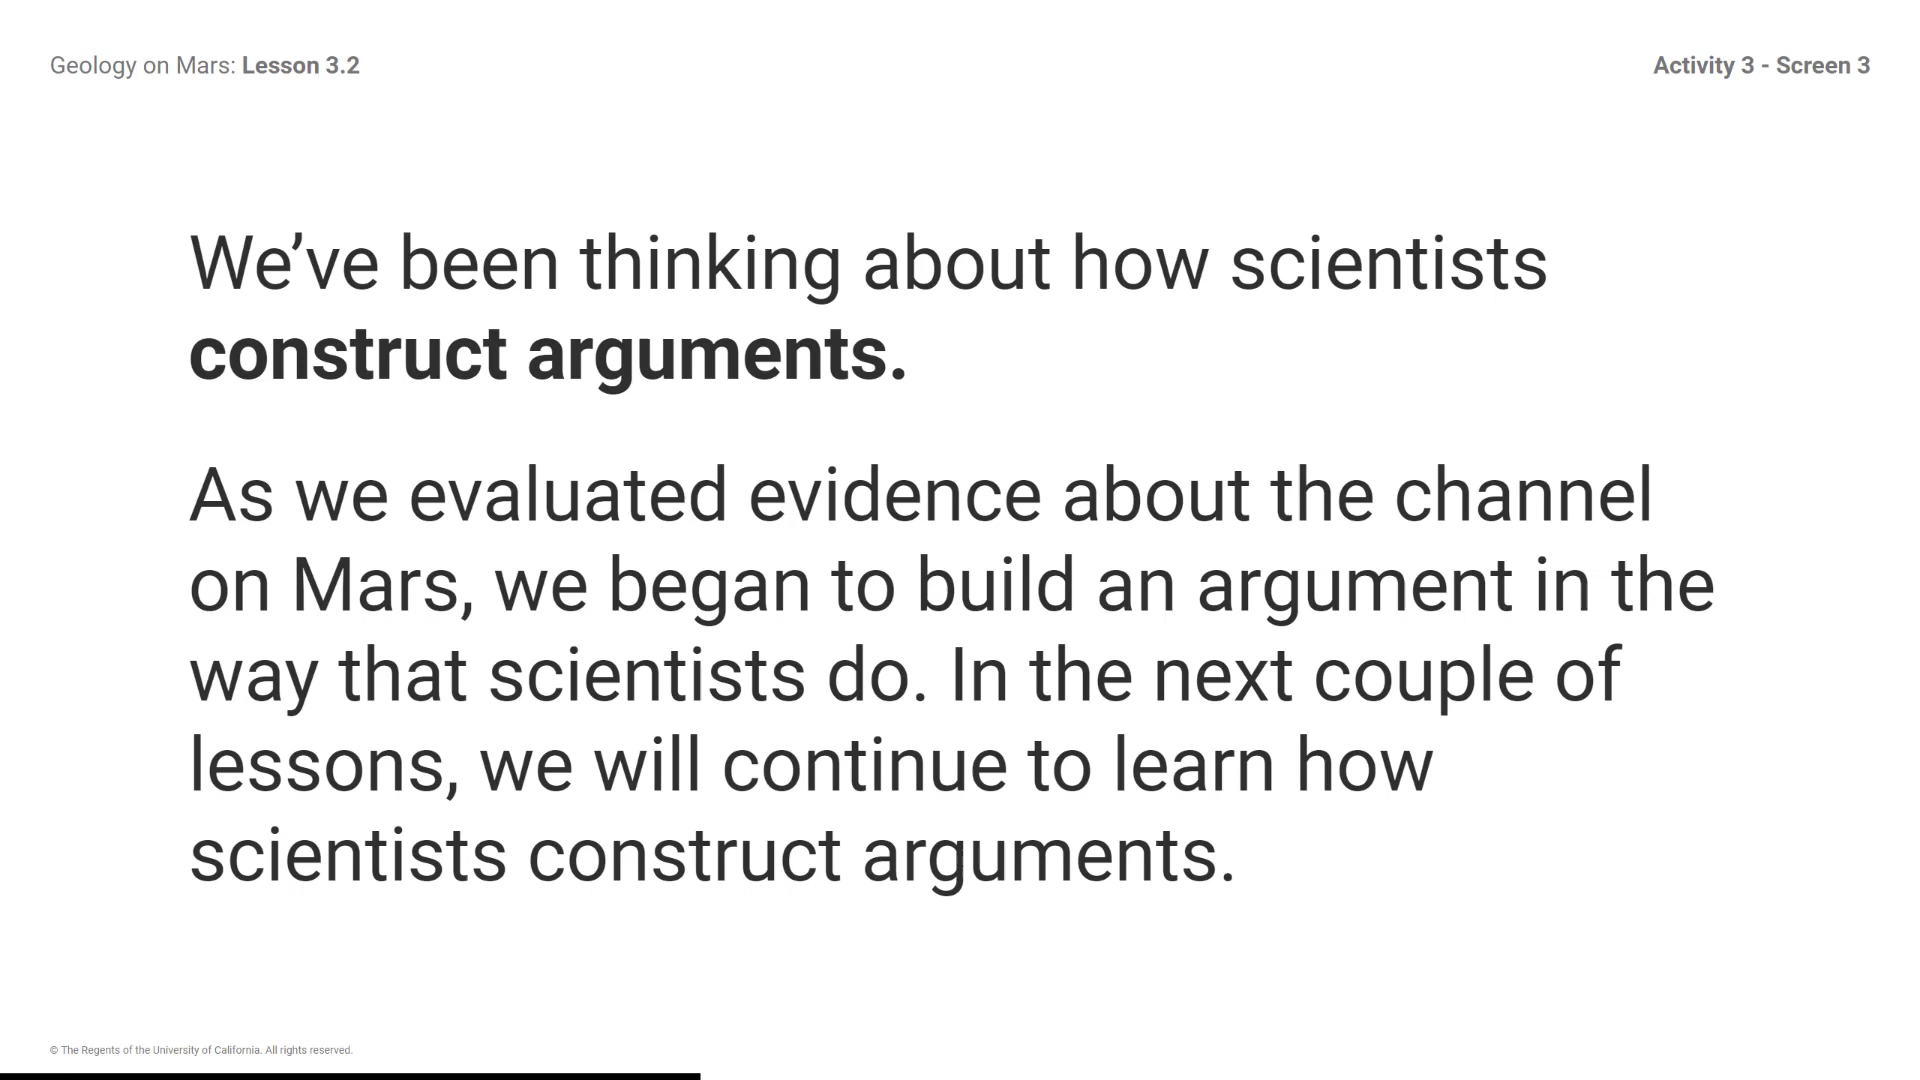 Geology on Mars: Lesson 3.2
Activity 3 - Screen 3
We’ve been thinking about how scientists
construct arguments.
As we evaluated evidence about the channel
on Mars, we began to build an argument in the
way that scientists do. In the next couple of
lessons, we will continue to learn how
scientists construct arguments.
© The Regents of the University of California. All rights reserved.